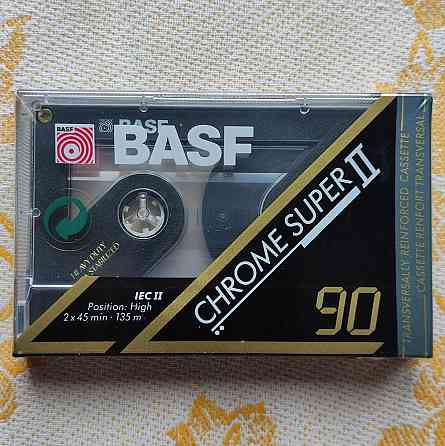 BASF
BASF
BASF
HEAVY DUTY
STABILIZED
IEC II
Position: High
2 x 45 min · 135 m
CHROME SUPER II
90
TRANSVERSALLY REINFORCED CASSETTE
CASSETTE RENFORT TRANSVERSAL